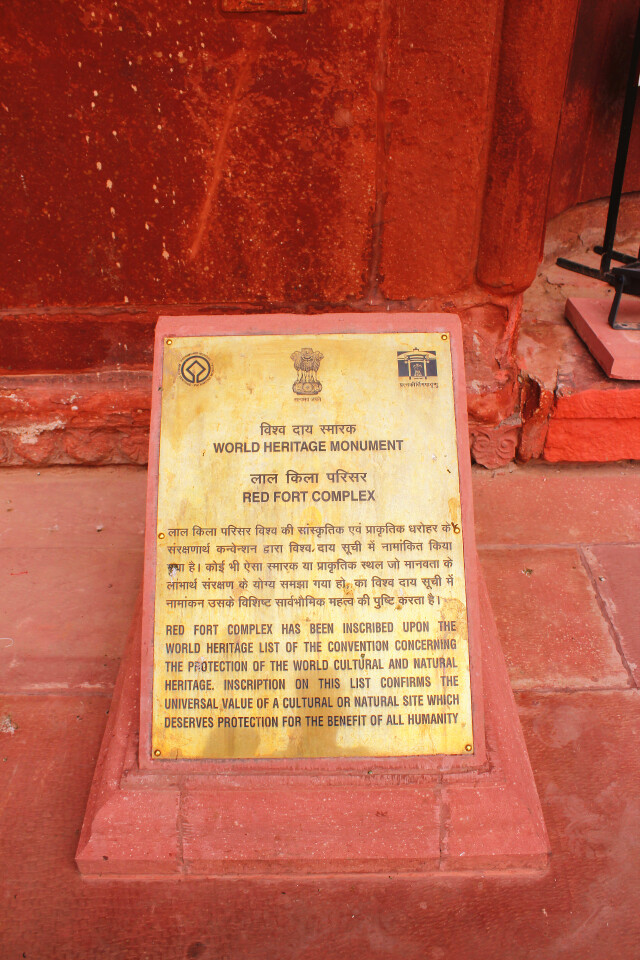 सत्यमेव जयते
विश्व दाय स्मारक
WORLD HERITAGE MONUMENT
लाल किला परिसर
RED FORT COMPLEX
लाल किला परिसर विश्व की सांस्कृतिक एवं प्राकृतिक धरोहर के
संरक्षणार्थ कन्वेन्शन द्वारा विश्व दाय सूची में नामांकित किया
गया है। कोई भी ऐसा स्मारक या प्राकृतिक स्थल जो मानवता के
लाभार्थ संरक्षण के योग्य समझा गया हो, का विश्व दाय सूची में
नामांकन उसके विशिष्ट सार्वभौमिक महत्व की पुष्टि करता है।
RED FORT COMPLEX HAS BEEN INSCRIBED UPON THE
WORLD HERITAGE LIST OF THE CONVENTION CONCERNING
THE PROTECTION OF THE WORLD CULTURAL AND NATURAL
HERITAGE. INSCRIPTION ON THIS LIST CONFIRMS THE
UNIVERSAL VALUE OF A CULTURAL OR NATURAL SITE WHICH
DESERVES PROTECTION FOR THE BENEFIT OF ALL HUMANITY